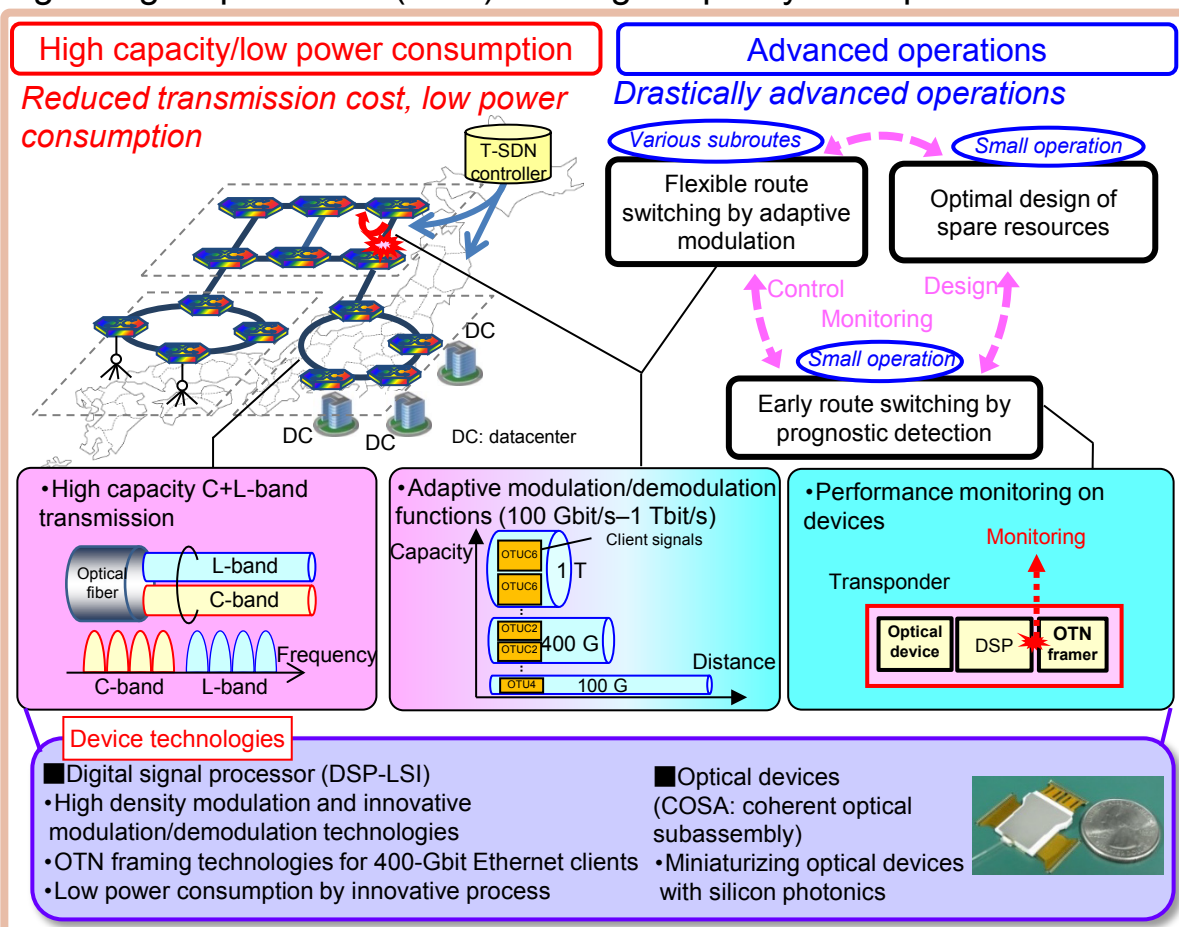 High capacity/low power consumption
Advanced operations
Reduced transmission cost, low power
consumption
Drastically advanced operations
T-SDN
controller
Various subroutes
Flexible route
switching by adaptive
modulation
Small operation
Optimal design of
spare resources
Control
Design
Monitoring
Small operation
Early route switching by
prognostic detection
DC
DC
DC
DC: datacenter
・High capacity C+L-band
transmission
Optical
fiber
L-band
C-band
Frequency
C-band
L-band
・Adaptive modulation/demodulation
functions (100 Gbit/s–1 Tbit/s)
Capacity
Client signals
OTUC6
OTUC6
1 T
OTUC2
OTUC2
400 G
OTU4
100 G
Distance
・Performance monitoring on
devices
Monitoring
Transponder
Optical
device
DSP
OTN
framer
Device technologies
■Digital signal processor (DSP-LSI)
・High density modulation and innovative
modulation/demodulation technologies
・OTN framing technologies for 400-Gbit Ethernet clients
・Low power consumption by innovative process
■Optical devices
(COSA: coherent optical
subassembly)
・Miniaturizing optical devices
with silicon photonics